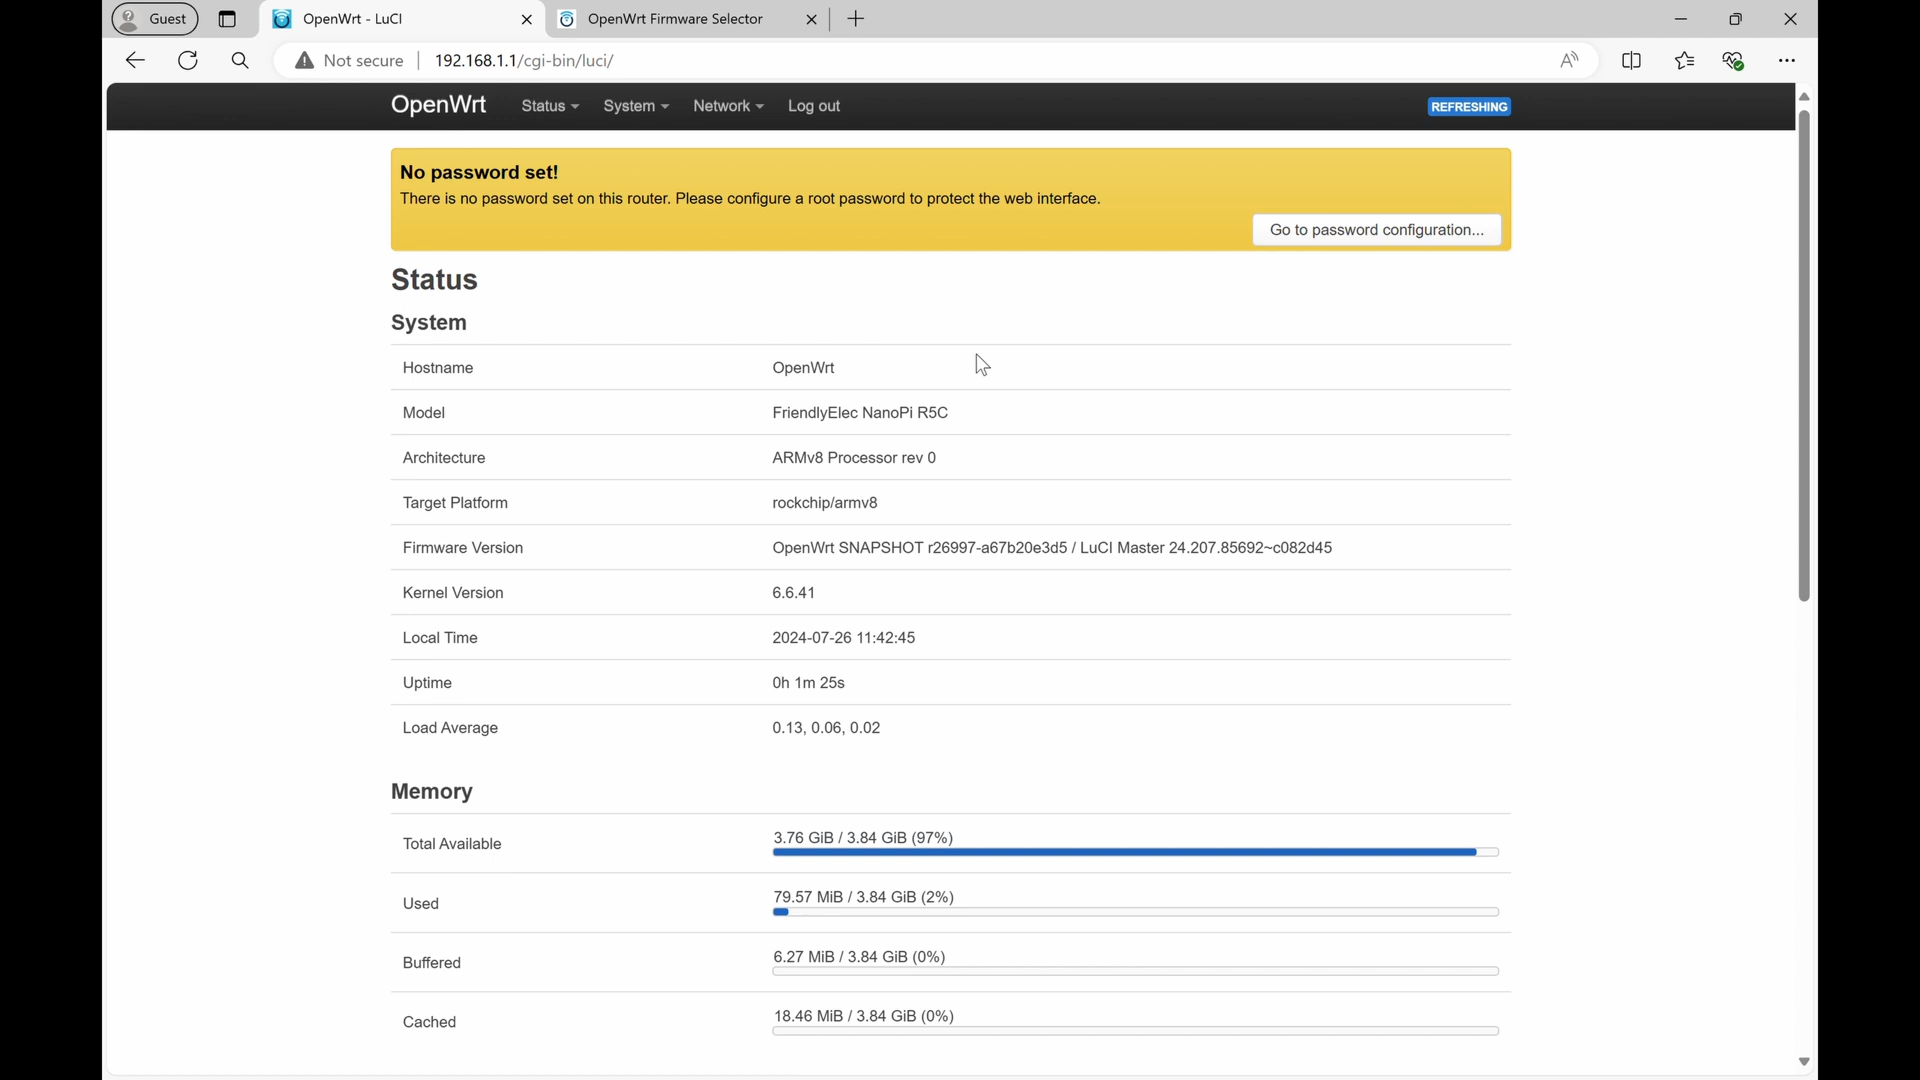 Guest
OpenWrt - LuCI
OpenWrt Firmware Selector
Not secure
192.168.1.1/cgi-bin/luci/
OpenWrt
Status
System
Network
Log out
REFRESHING
No password set!
There is no password set on this router. Please configure a root password to protect the web interface.
Go to password configuration...
Status
System
Hostname OpenWrt
Model FriendlyElec NanoPi R5C
Architecture ARMv8 Processor rev 0
Target Platform rockchip/armv8
Firmware Version OpenWrt SNAPSHOT r26997-a67b20e3d5 / LuCI Master 24.207.85692~c082d45
Kernel Version 6.6.41
Local Time 2024-07-26 11:42:45
Uptime 0h 1m 25s
Load Average 0.13, 0.06, 0.02
Memory
Total Available 3.76 GiB / 3.84 GiB (97%)
Used 79.57 MiB / 3.84 GiB (2%)
Buffered 6.27 MiB / 3.84 GiB (0%)
Cached 18.46 MiB / 3.84 GiB (0%)